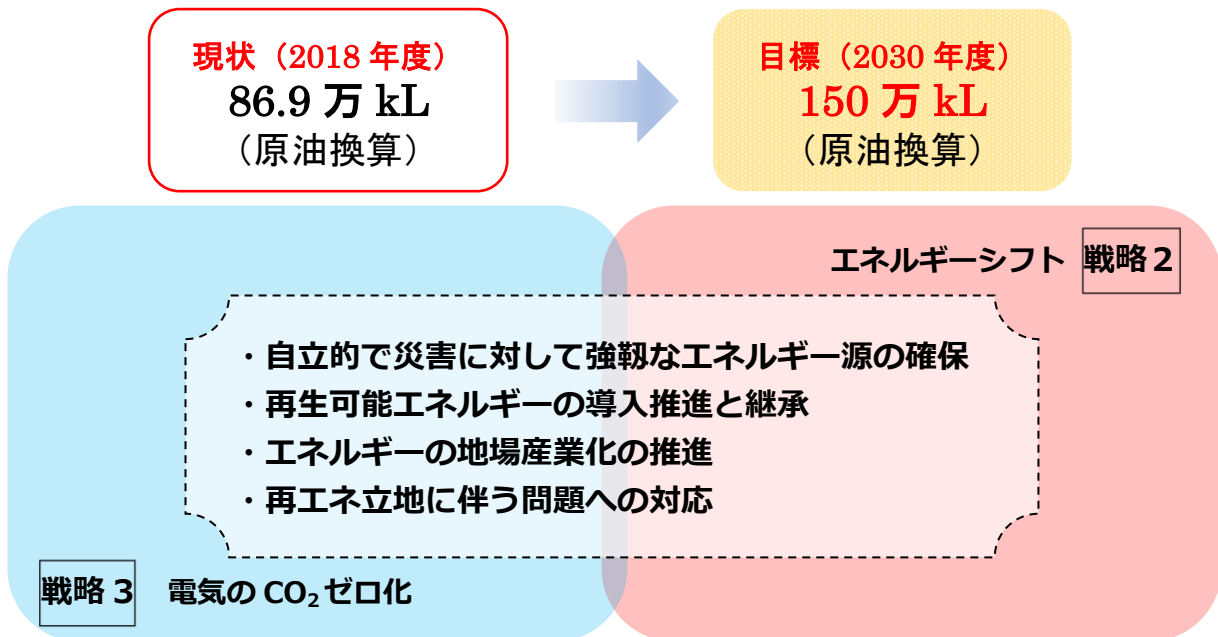 現状（2018 年度）
86.9 万 kL
（原油換算）
目標（2030 年度）
150 万 kL
（原油換算）
エネルギーシフト 戦略２
・自立的で災害に対して強靱なエネルギー源の確保
・再生可能エネルギーの導入推進と継承
・エネルギーの地場産業化の推進
・再エネ立地に伴う問題への対応
戦略３ 電気の CO₂ ゼロ化